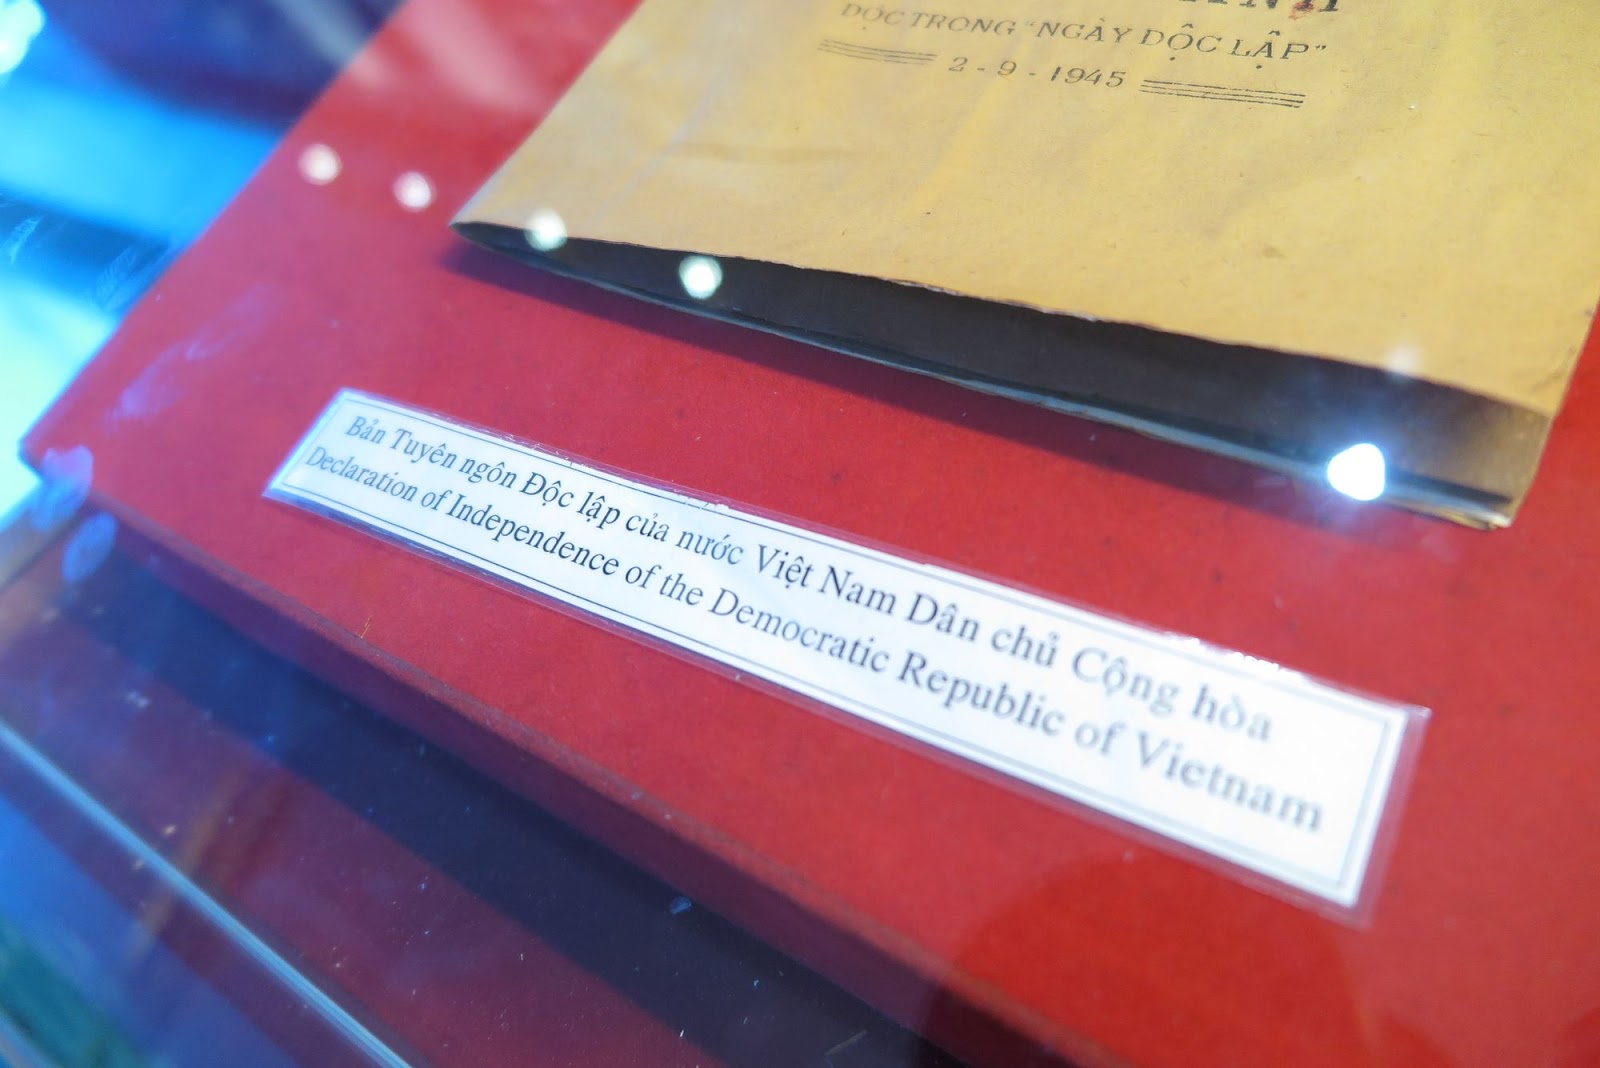 ĐỌC TRONG "NGÀY ĐỘC LẬP"
2-9-1945
Bản Tuyên ngôn Độc lập của nước Việt Nam Dân chủ Cộng hòa
Declaration of Independence of the Democratic Republic of Vietnam